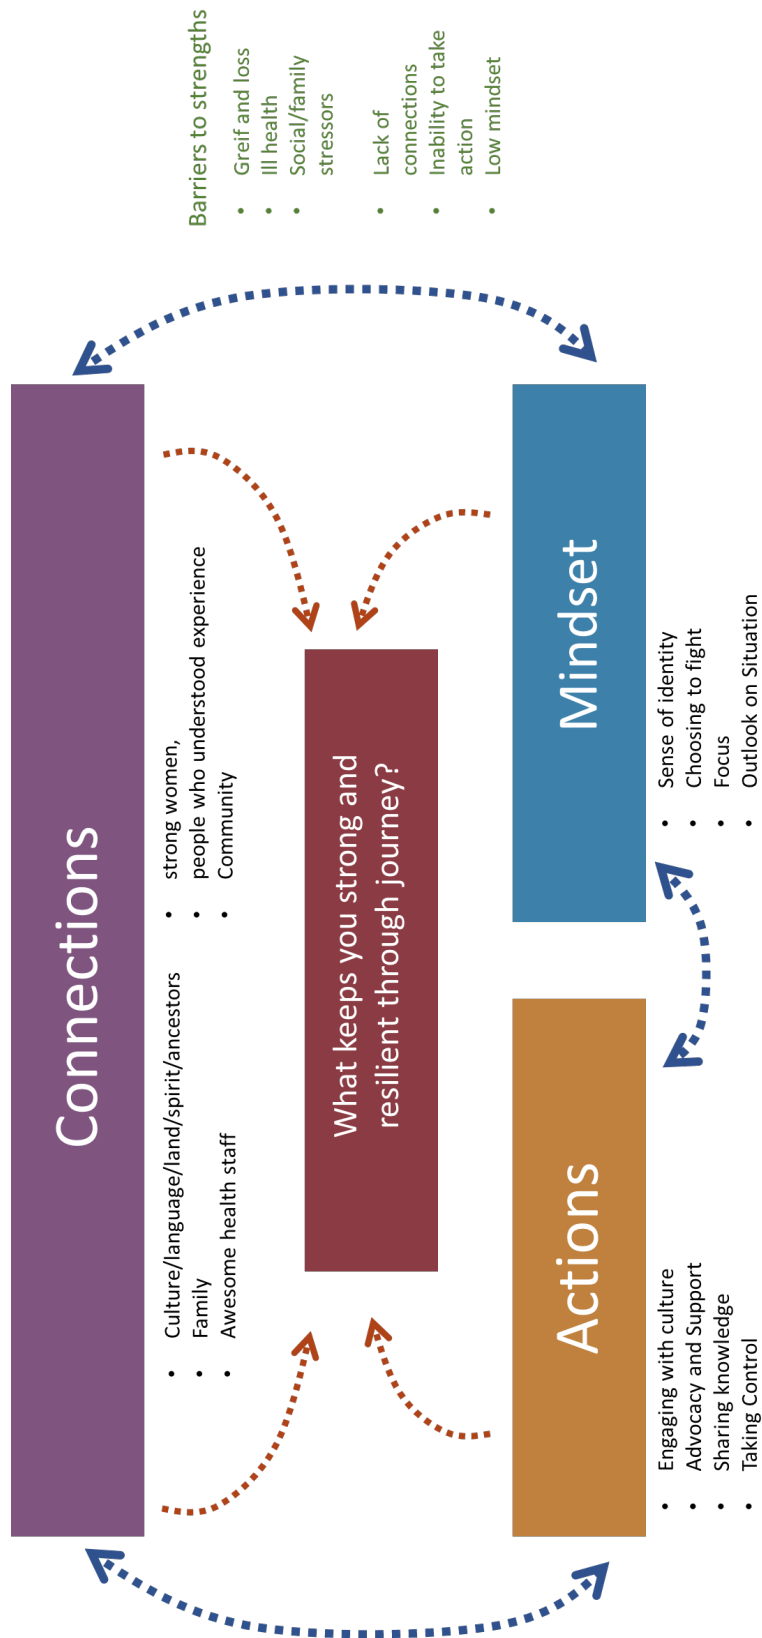 Connections
Culture/language/land/spirit/ancestors
Family
Awesome health staff
strong women,
people who understood experience
Community
What keeps you strong and
resilient through journey?
Actions
Engaging with culture
Advocacy and Support
Sharing knowledge
Taking Control
Mindset
Sense of identity
Choosing to fight
Focus
Outlook on Situation
Barriers to strengths
Greif and loss
Ill health
Social/family
stressors
Lack of
connections
Inability to take
action
Low mindset